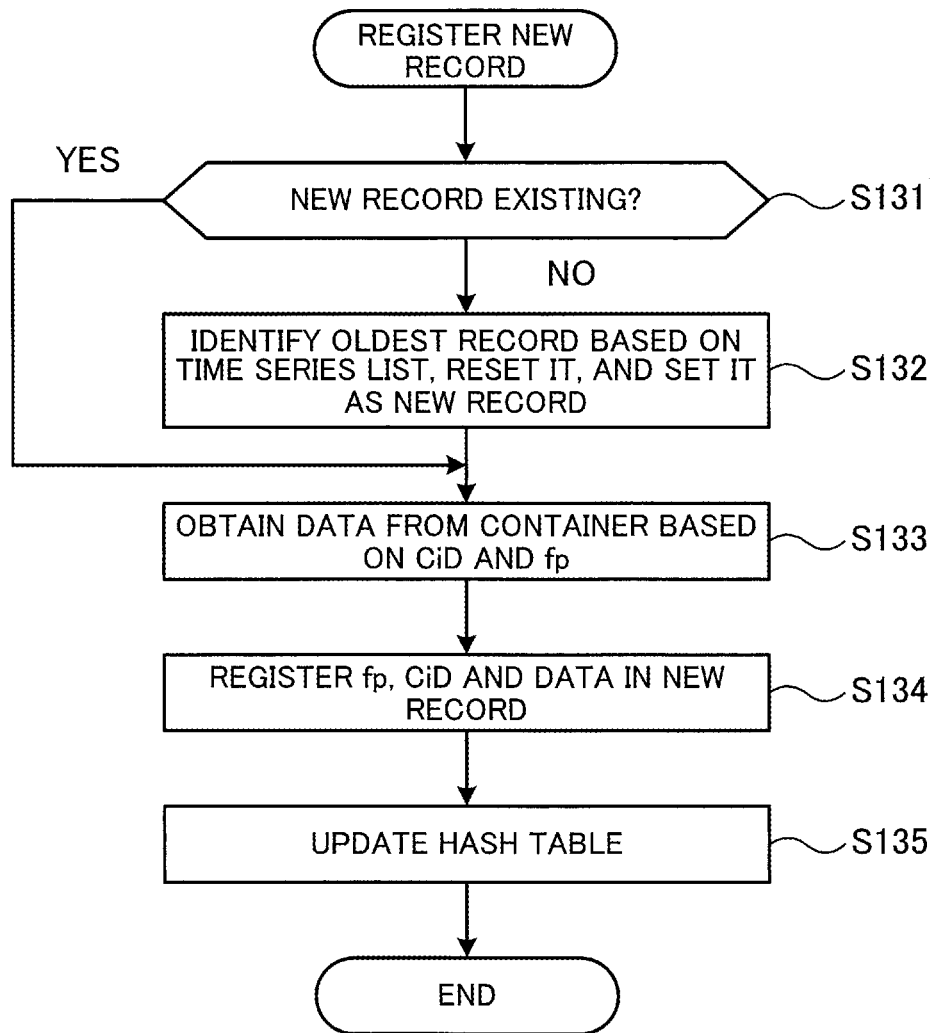 REGISTER NEW
RECORD
YES
NEW RECORD EXISTING?
S131
NO
IDENTIFY OLDEST RECORD BASED ON
TIME SERIES LIST, RESET IT, AND SET IT
AS NEW RECORD
S132
OBTAIN DATA FROM CONTAINER BASED
ON CiD AND fp
S133
REGISTER fp, CiD AND DATA IN NEW
RECORD
S134
UPDATE HASH TABLE
S135
END